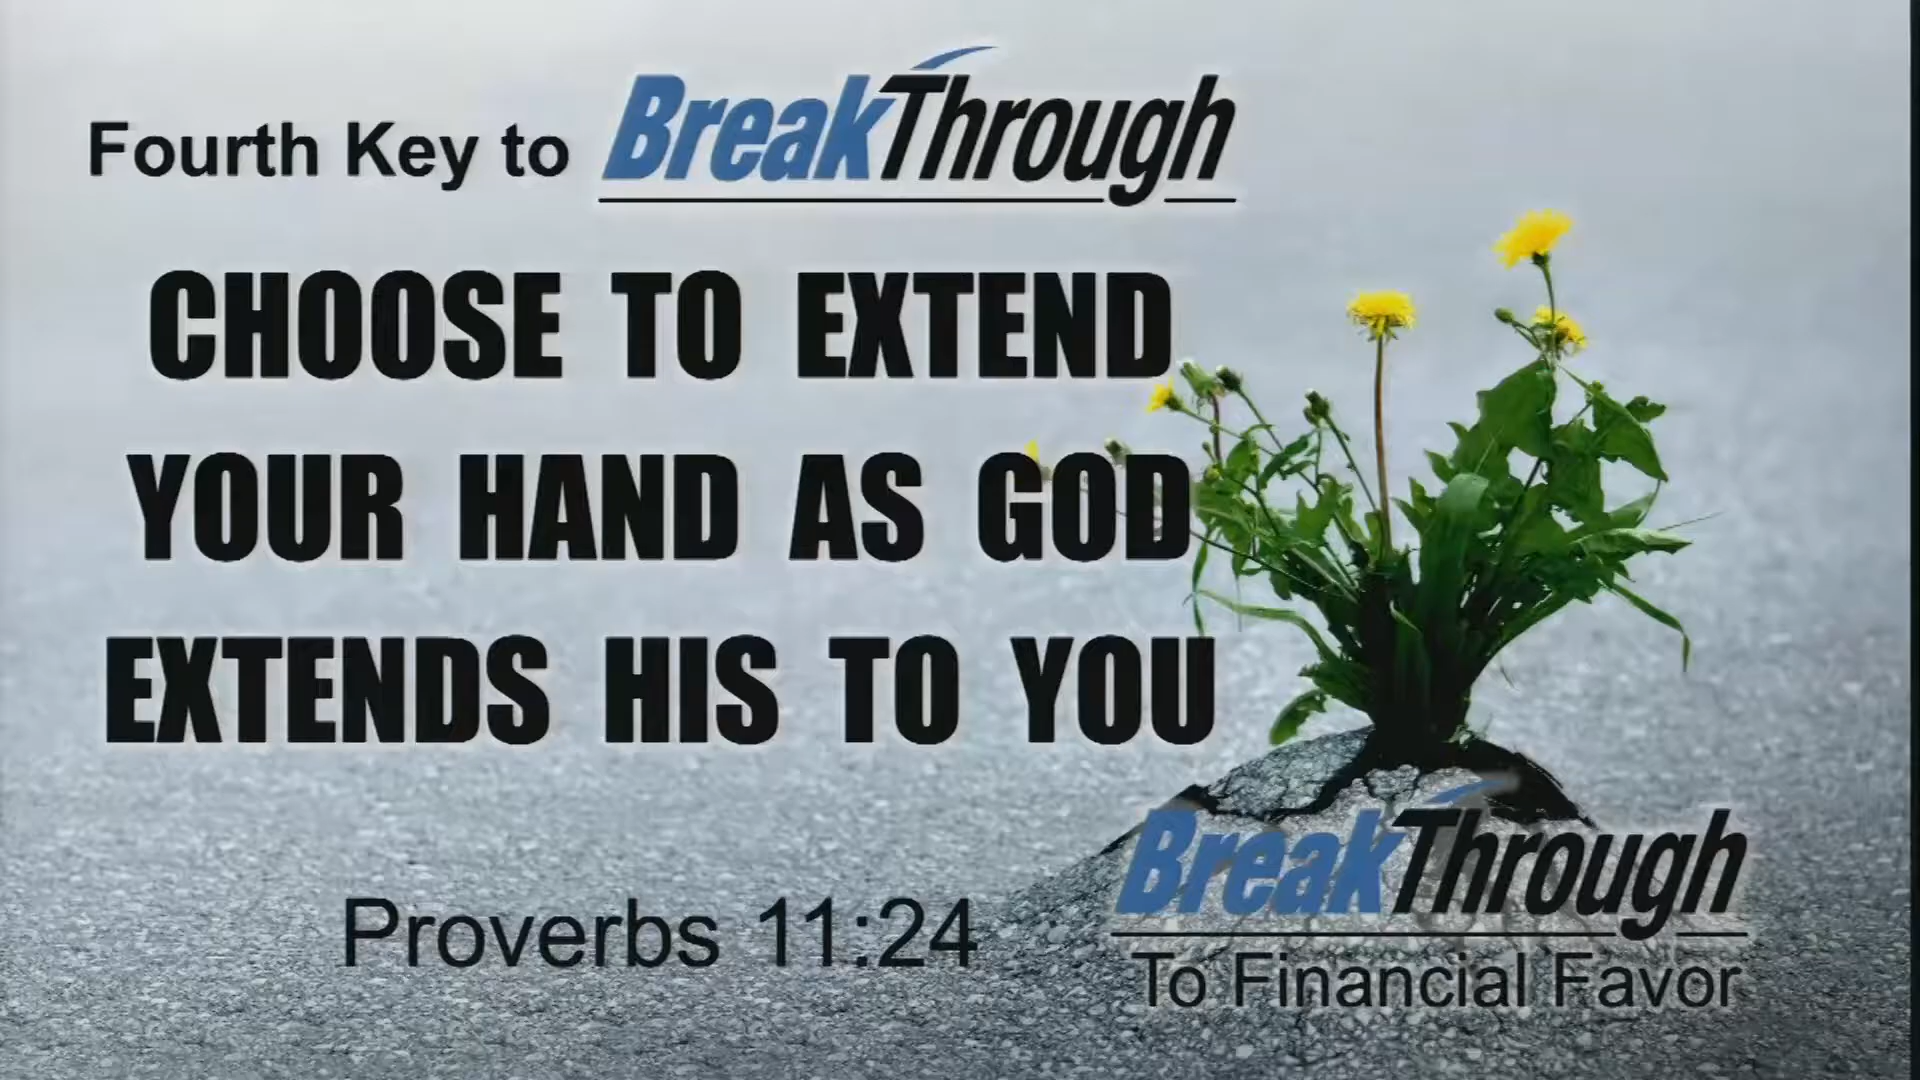 Fourth Key to BreakThrough
CHOOSE TO EXTEND
YOUR HAND AS GOD
EXTENDS HIS TO YOU
Proverbs 11:24
BreakThrough
To Financial Favor